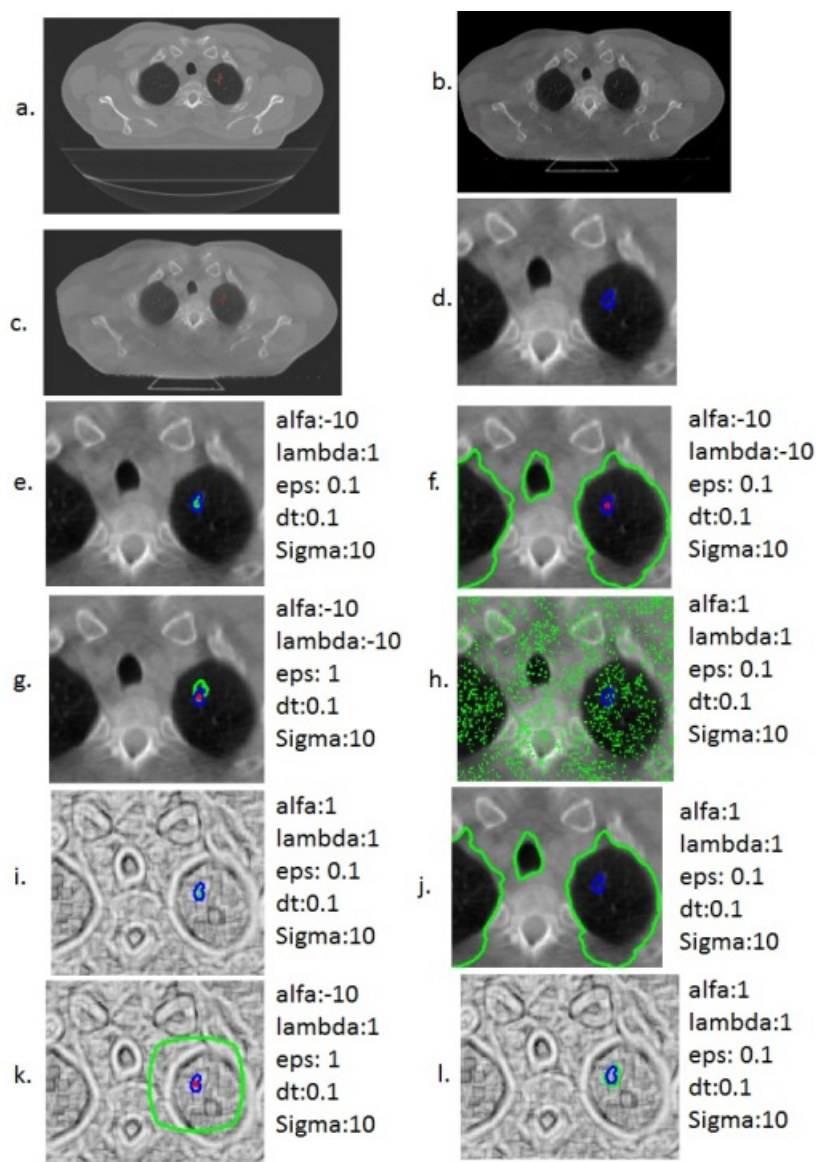 a.
b.
c.
d.
e.
alfa:-10
lambda:1
eps: 0.1
dt:0.1
Sigma:10
f.
alfa:-10
lambda:-10
eps: 0.1
dt:0.1
Sigma:10
g.
alfa:-10
lambda:-10
eps: 1
dt:0.1
Sigma:10
h.
alfa:1
lambda:1
eps: 0.1
dt:0.1
Sigma:10
i.
alfa:1
lambda:1
eps: 0.1
dt:0.1
Sigma:10
j.
alfa:1
lambda:1
eps: 0.1
dt:0.1
Sigma:10
k.
alfa:-10
lambda:1
eps: 1
dt:0.1
Sigma:10
l.
alfa:1
lambda:1
eps: 0.1
dt:0.1
Sigma:10